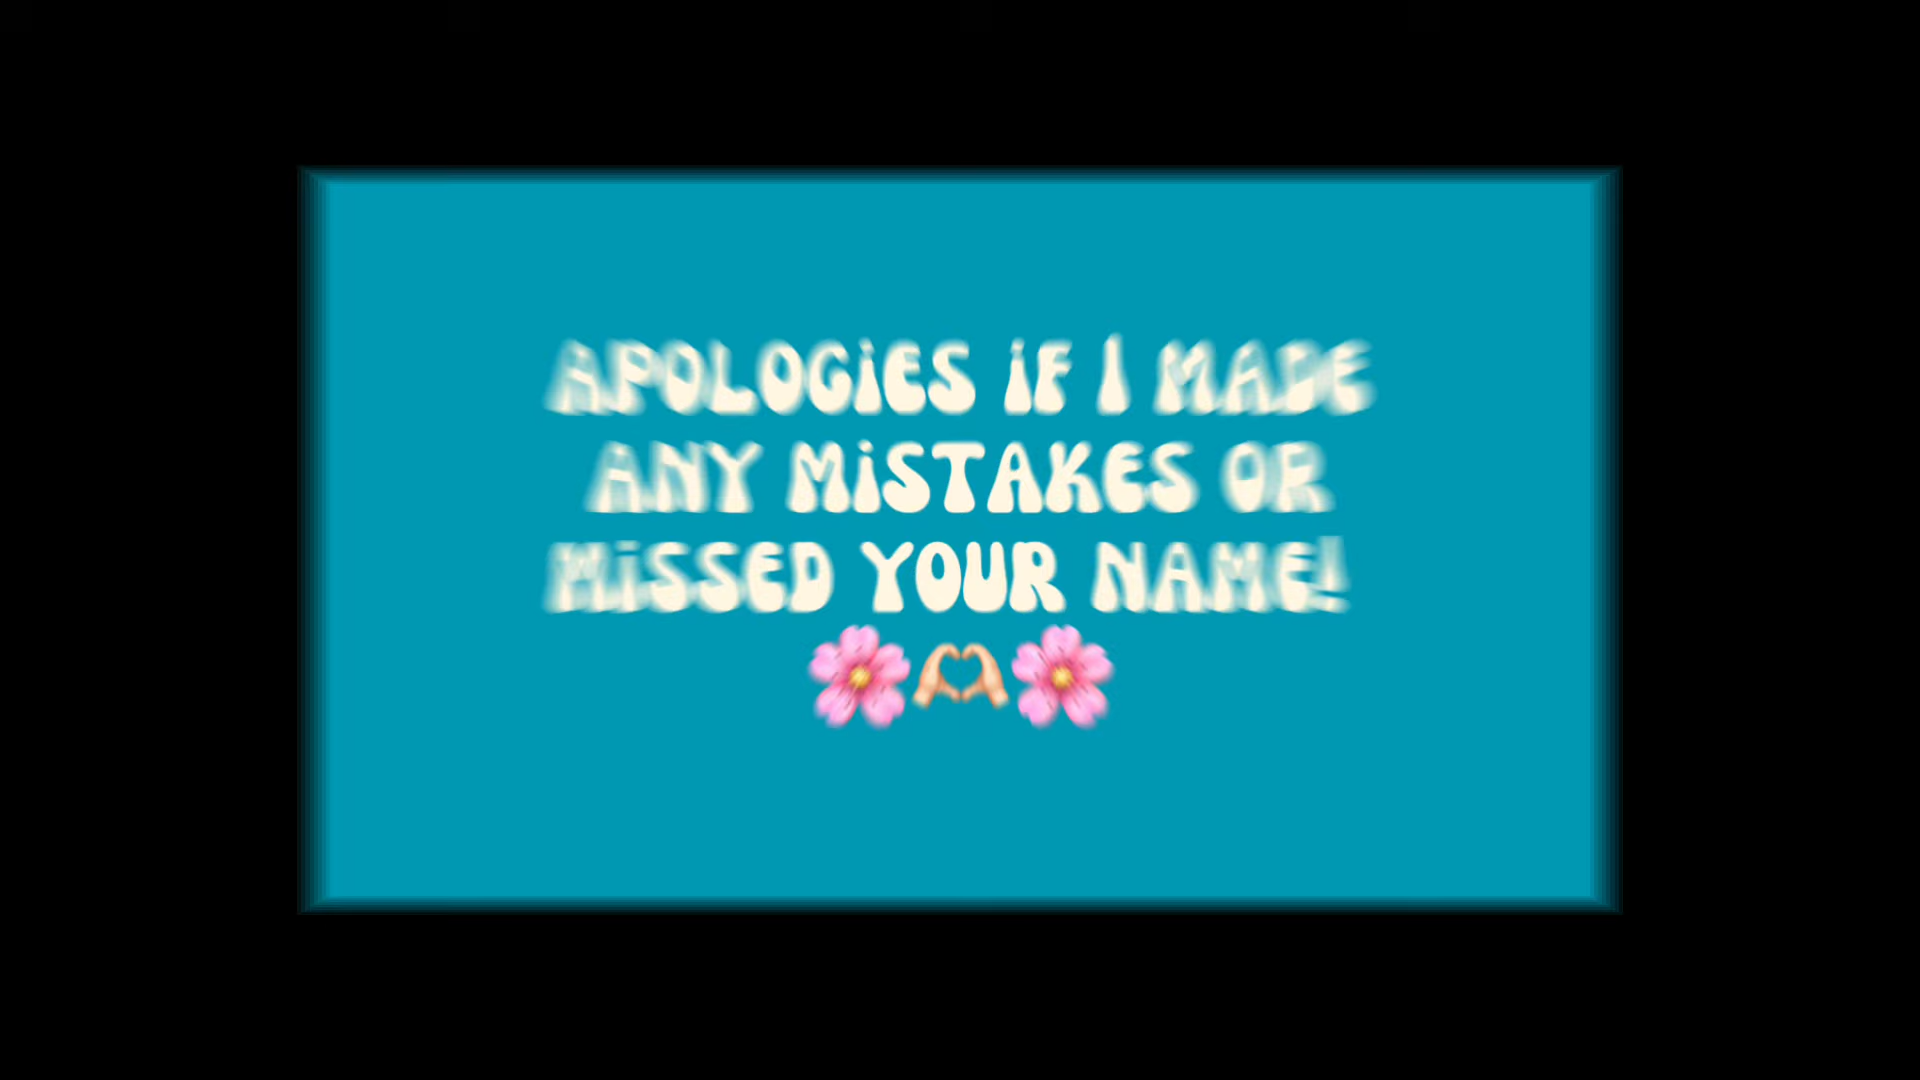 APOLOGiES iF I MADE
ANY MiSTAKES OR
MiSSED YOUR NAME!
🌸🫶🏼🌸